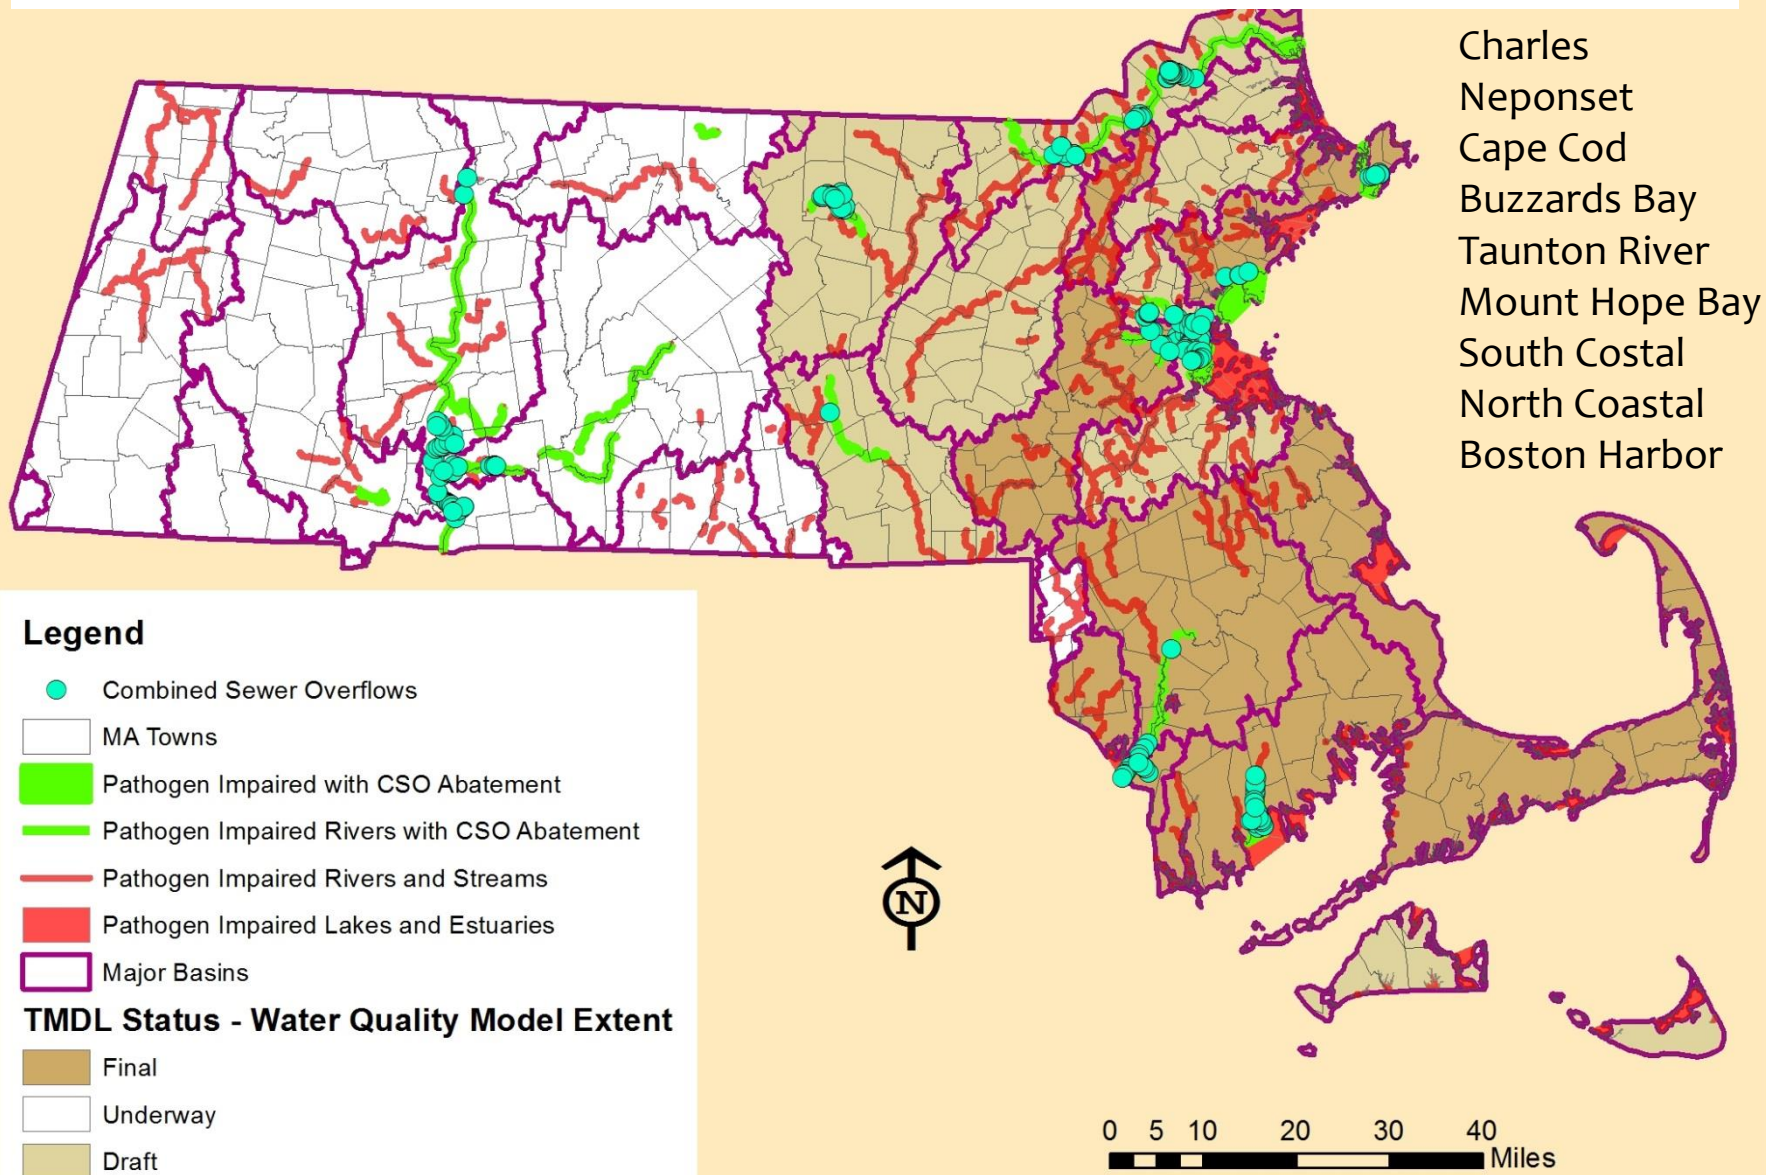 Charles
Neponset
Cape Cod
Buzzards Bay
Taunton River
Mount Hope Bay
South Costal
North Coastal
Boston Harbor
Legend
Combined Sewer Overflows
MA Towns
Pathogen Impaired with CSO Abatement
Pathogen Impaired Rivers with CSO Abatement
Pathogen Impaired Rivers and Streams
Pathogen Impaired Lakes and Estuaries
Major Basins
TMDL Status - Water Quality Model Extent
Final
Underway
Draft
N
0 5 10 20 30 40
Miles